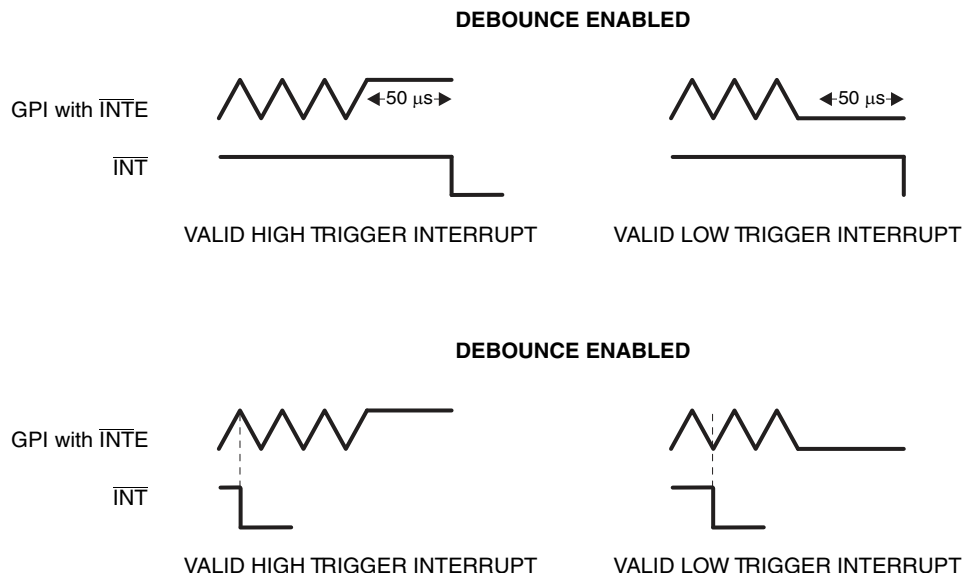 DEBOUNCE ENABLED
GPI with INTE
50 µs
50 µs
INT
VALID HIGH TRIGGER INTERRUPT
VALID LOW TRIGGER INTERRUPT
DEBOUNCE ENABLED
GPI with INTE
INT
VALID HIGH TRIGGER INTERRUPT
VALID LOW TRIGGER INTERRUPT